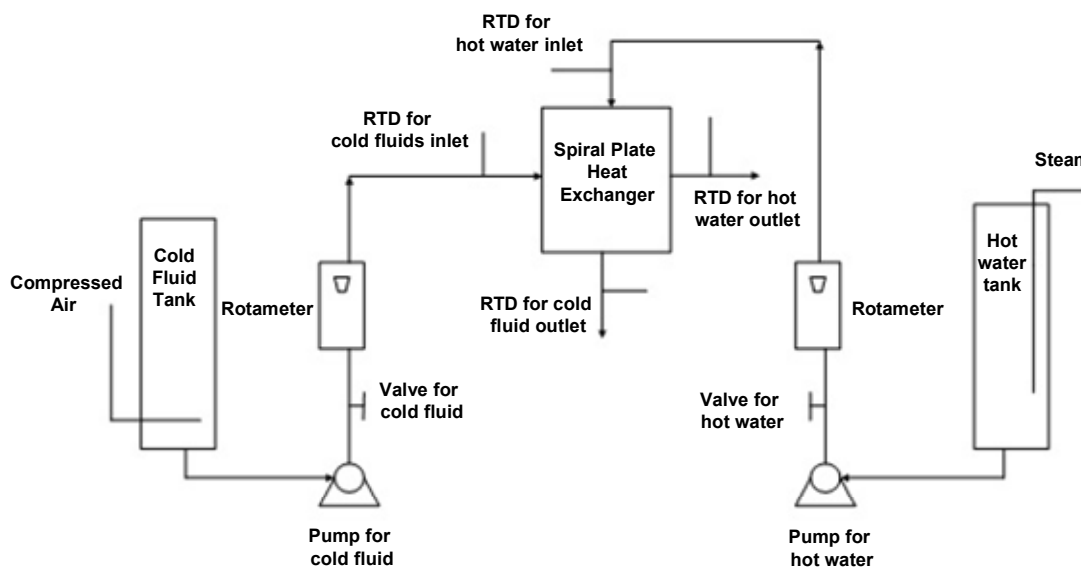 RTD for
hot water inlet
RTD for
cold fluids inlet
Spiral Plate
Heat
Exchanger
Steam
RTD for hot
water outlet
Cold
Fluid
Tank
Hot
water
tank
Compressed
Air
Rotameter
RTD for cold
fluid outlet
Rotameter
Valve for
cold fluid
Valve for
hot water
Pump for
cold fluid
Pump for
hot water